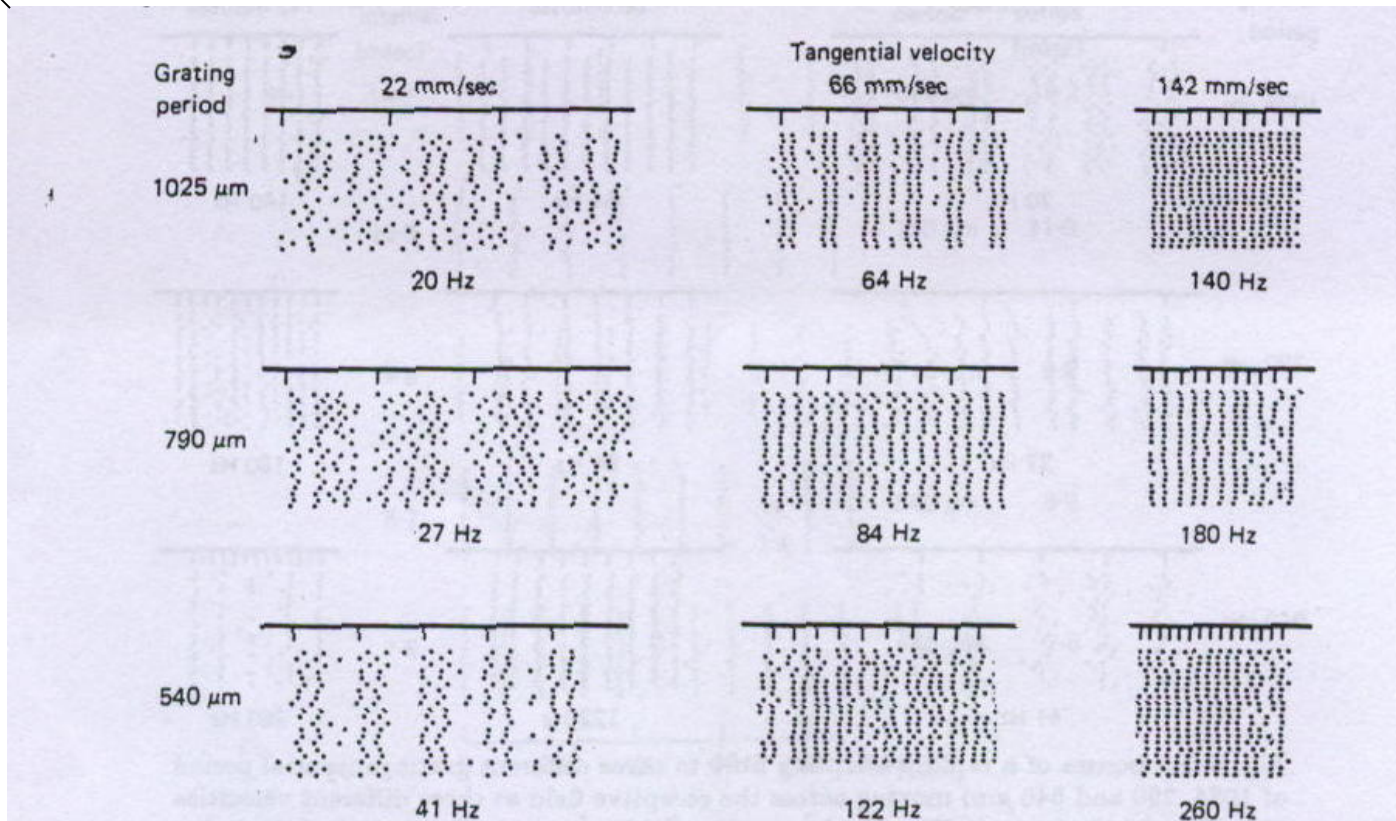 Tangential velocity
Grating
period
22 mm/sec 66 mm/sec 142 mm/sec
1025 μm
20 Hz 64 Hz 140 Hz
790 μm
27 Hz 84 Hz 180 Hz
540 μm
41 Hz 122 Hz 260 Hz